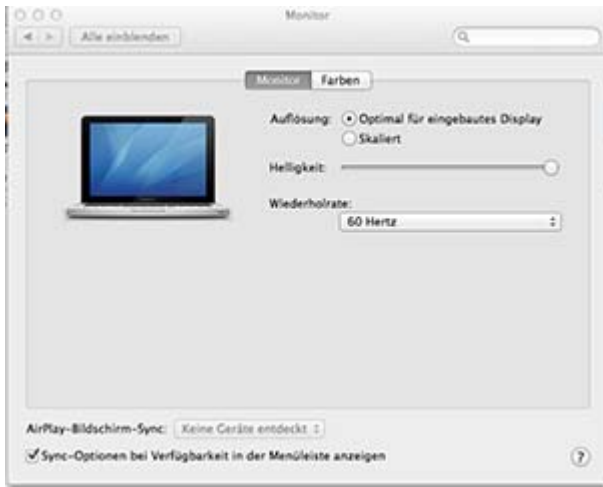 Monitor
Alle einblenden
Monitor Farben
Auflösung: Optimal für eingebautes Display
Skaliert
Helligkeit:
Wiederholrate:
60 Hertz
AirPlay-Bildschirm-Sync: Keine Geräte entdeckt
Sync-Optionen bei Verfügbarkeit in der Menüleiste anzeigen
?